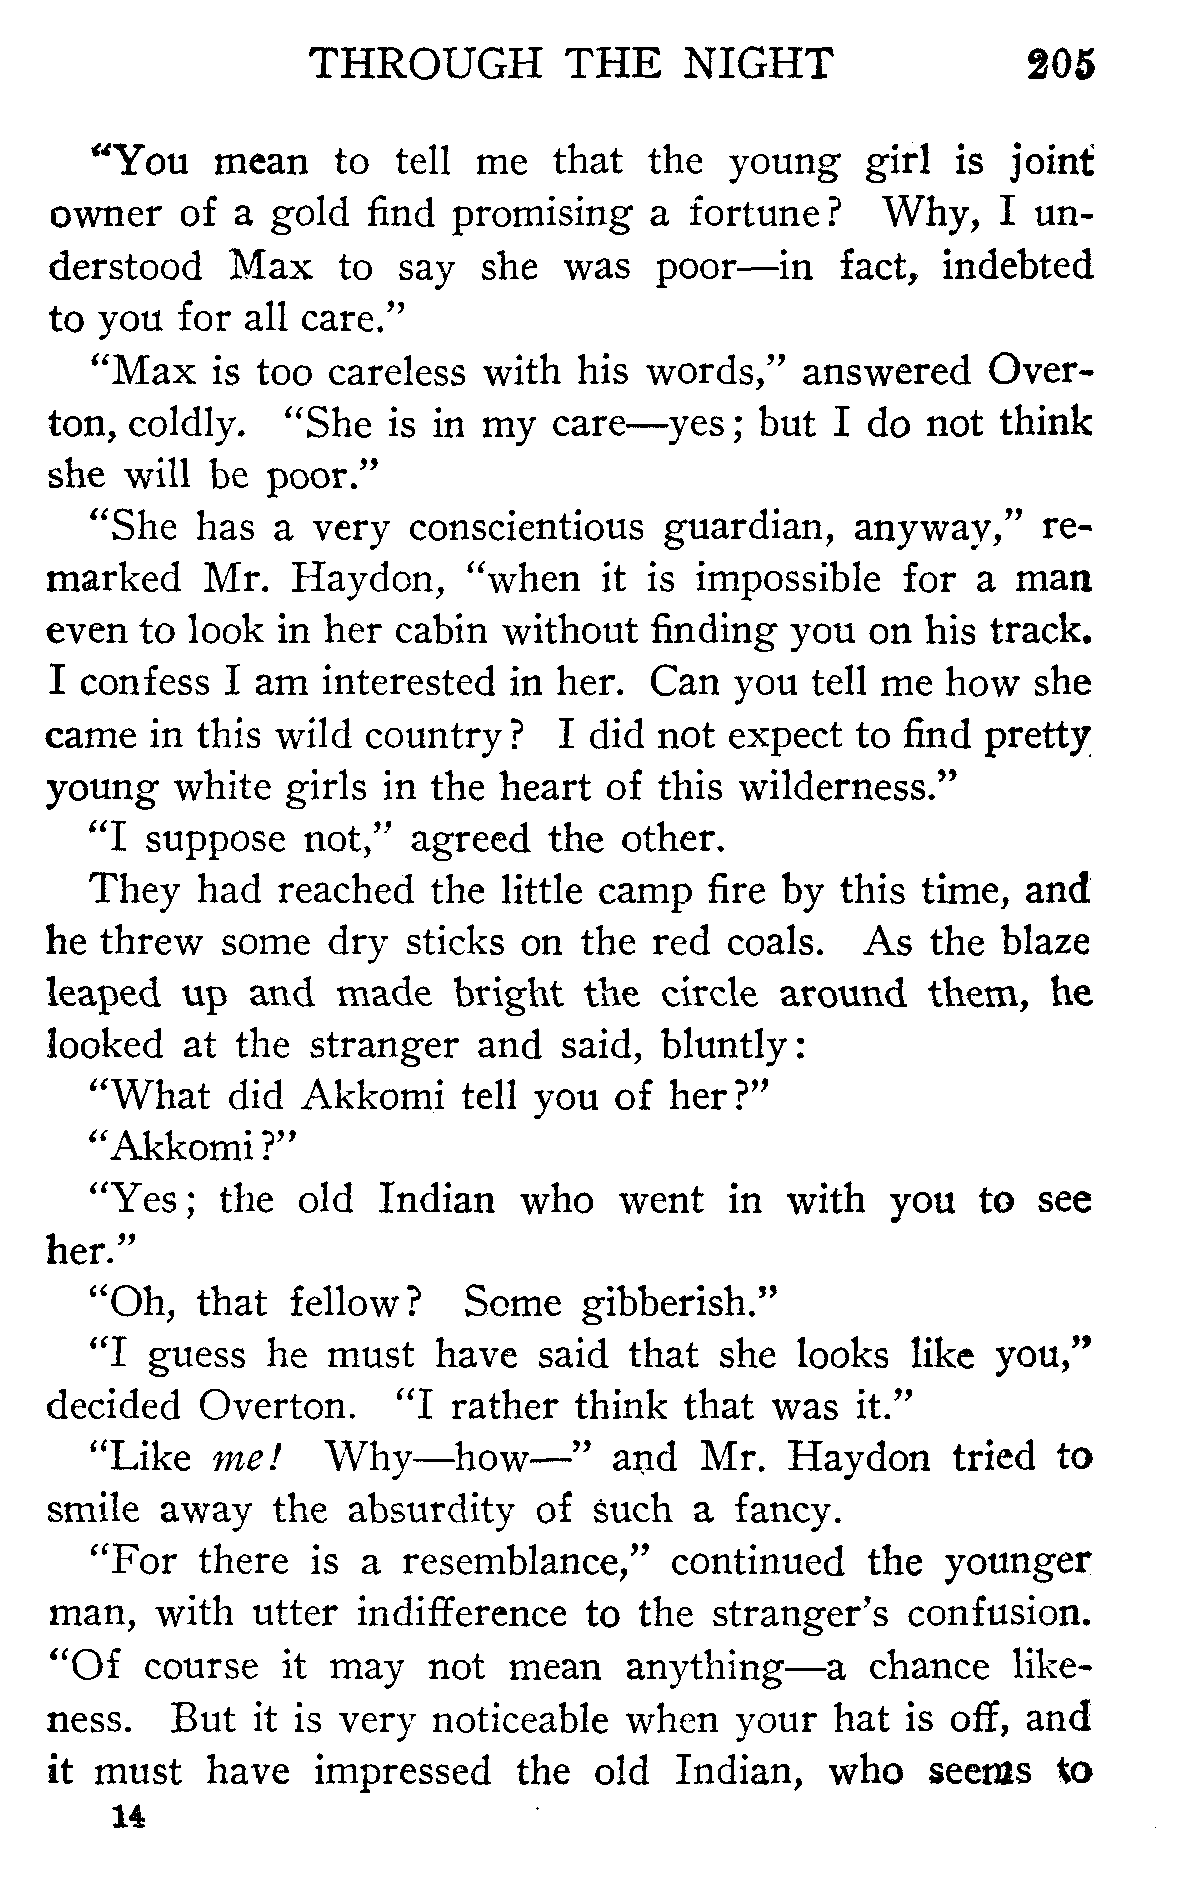 THROUGH THE NIGHT 205
“You mean to tell me that the young girl is joint
owner of a gold find promising a fortune? Why, I un-
derstood Max to say she was poor—in fact, indebted
to you for all care.”
“Max is too careless with his words,” answered Over-
ton, coldly. “She is in my care—yes; but I do not think
she will be poor.”
“She has a very conscientious guardian, anyway,” re-
marked Mr. Haydon, “when it is impossible for a man
even to look in her cabin without finding you on his track.
I confess I am interested in her. Can you tell me how she
came in this wild country? I did not expect to find pretty
young white girls in the heart of this wilderness.”
“I suppose not,” agreed the other.
They had reached the little camp fire by this time, and
he threw some dry sticks on the red coals. As the blaze
leaped up and made bright the circle around them, he
looked at the stranger and said, bluntly:
“What did Akkomi tell you of her?”
“Akkomi?”
“Yes; the old Indian who went in with you to see
her.”
“Oh, that fellow? Some gibberish.”
“I guess he must have said that she looks like you,”
decided Overton. “I rather think that was it.”
“Like me! Why—how—” and Mr. Haydon tried to
smile away the absurdity of such a fancy.
“For there is a resemblance,” continued the younger
man, with utter indifference to the stranger’s confusion.
“Of course it may not mean anything—a chance like-
ness. But it is very noticeable when your hat is off, and
it must have impressed the old Indian, who seems to
14